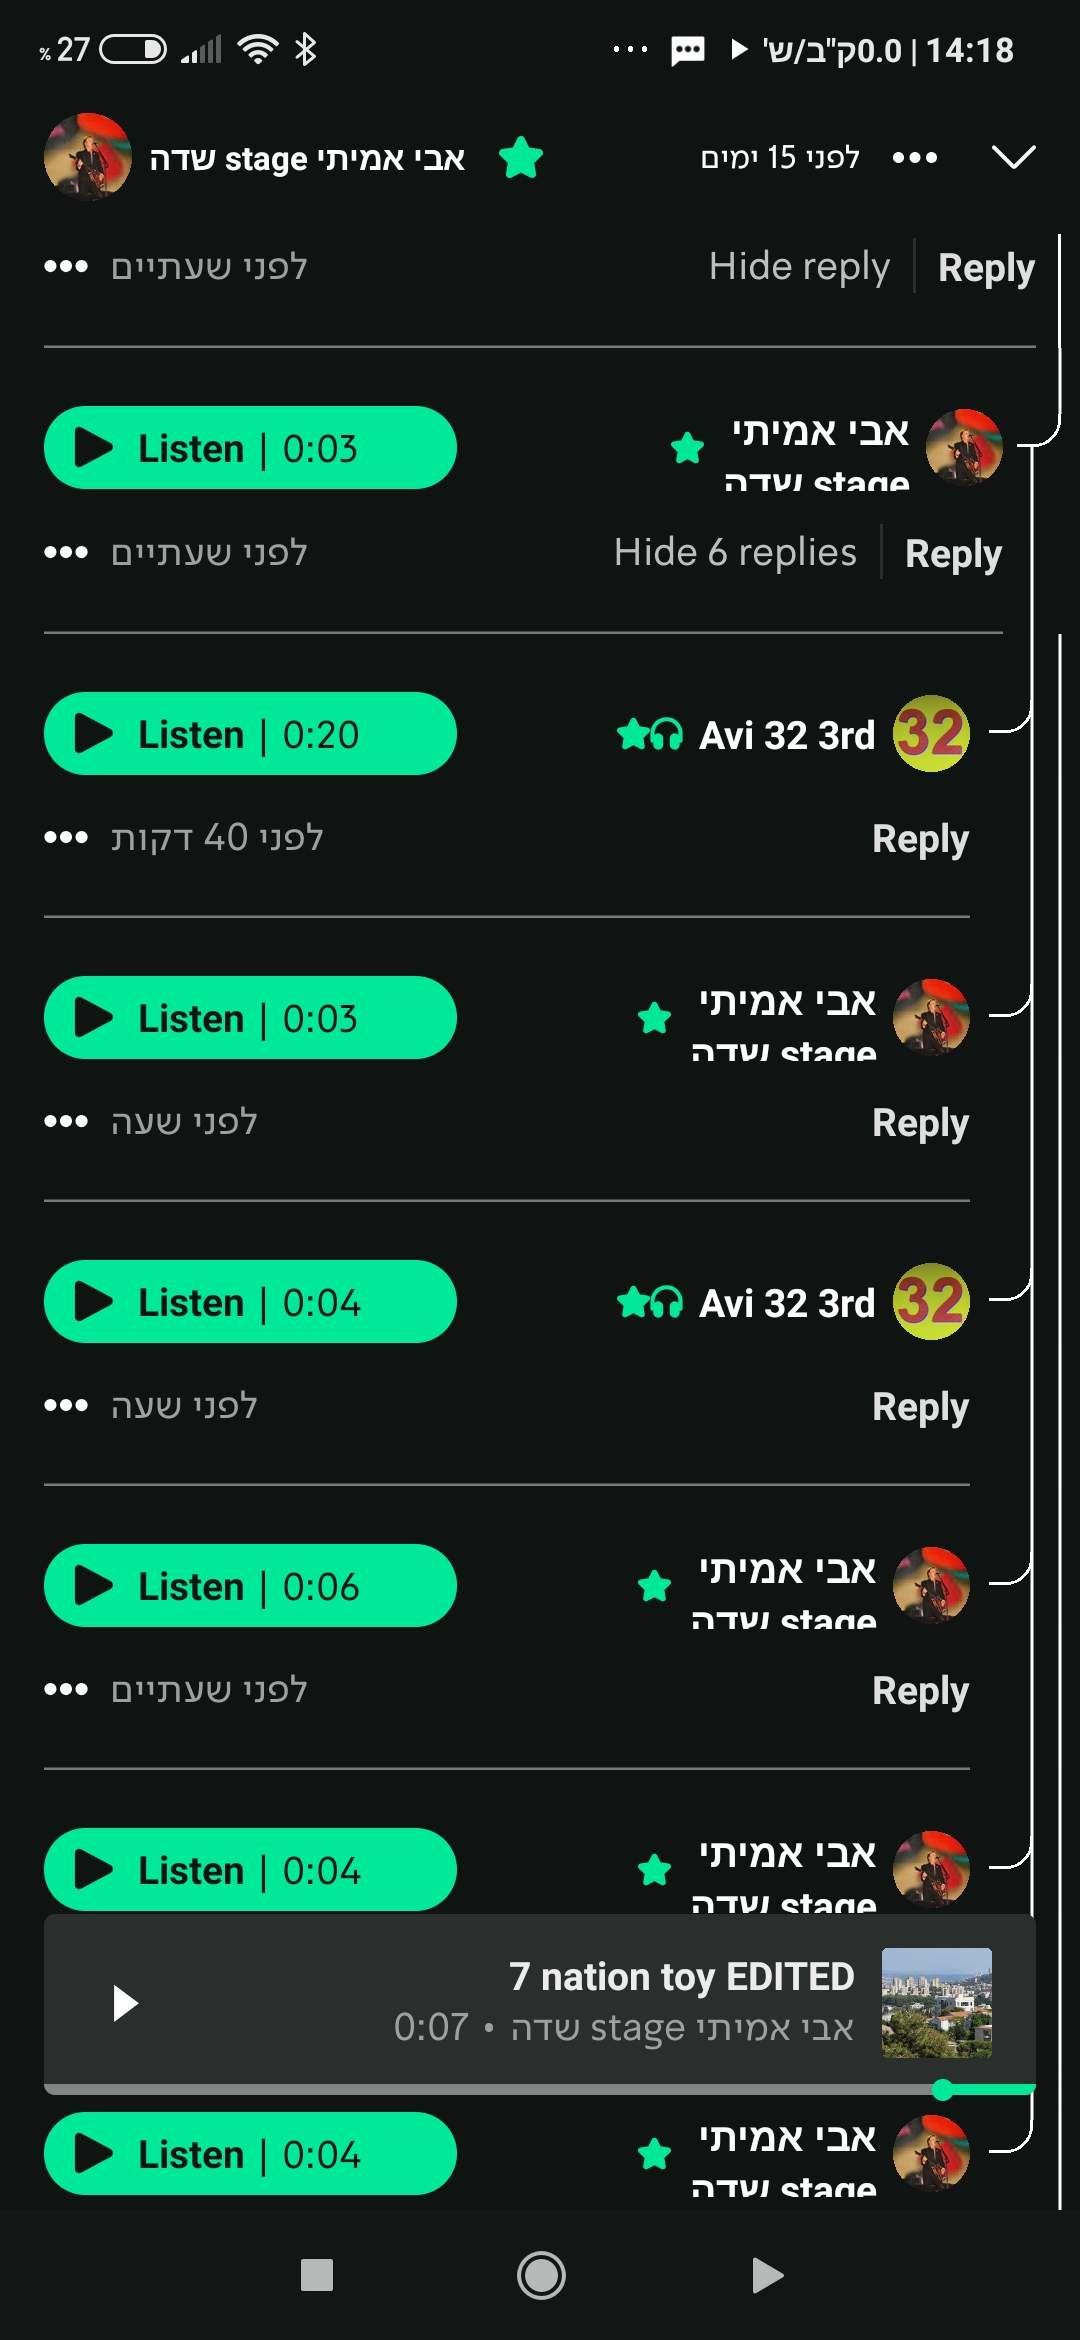 14:18 | 0.0ק"ב/ש'
27 %
אבי אמיתי stage שדה
לפני 15 ימים
Reply | Hide reply
לפני שעתיים
אבי אמיתי
stage שדה
Listen | 0:03
Reply | Hide 6 replies
לפני שעתיים
32
Avi 32 3rd
Listen | 0:20
Reply
לפני 40 דקות
אבי אמיתי
stage שדה
Listen | 0:03
Reply
לפני שעה
32
Avi 32 3rd
Listen | 0:04
Reply
לפני שעה
אבי אמיתי
stage שדה
Listen | 0:06
Reply
לפני שעתיים
אבי אמיתי
stage שדה
Listen | 0:04
7 nation toy EDITED
אבי אמיתי stage שדה • 0:07
אבי אמיתי
stage שדה
Listen | 0:04